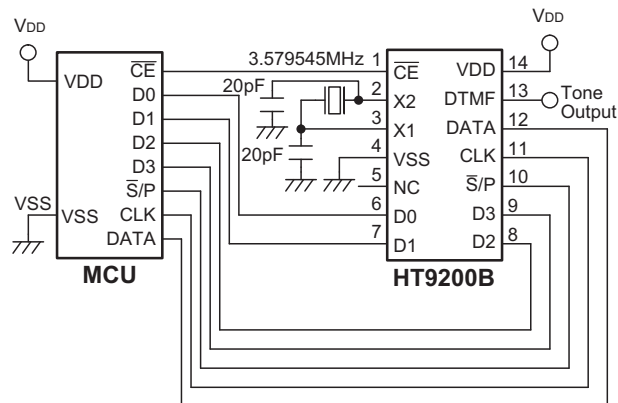 VDD
VDD
CE
D0
D1
D2
D3
S/P
CLK
DATA
VSS
VSS
MCU
3.579545MHz
20pF
20pF
VDD
1
CE
2
X2
3
X1
4
VSS
5
NC
6
D0
7
D1
VDD
14
DTMF
13
Tone
Output
DATA
12
CLK
11
S/P
10
D3
9
D2
8
HT9200B